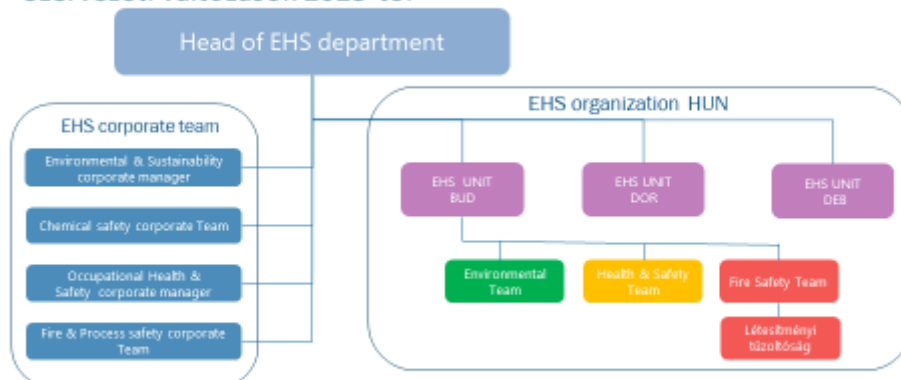 Head of EHS department
EHS corporate team
Environmental & Sustainability
corporate manager
Chemical safety corporate Team
Occupational Health &
Safety corporate manager
Fire & Process safety corporate
Team
EHS organization HUN
EHS UNIT
BUD
EHS UNIT
DOR
EHS UNIT
DEB
Environmental
Team
Health & Safety
Team
Fire Safety Team
Létesítményi
tűzoltóság